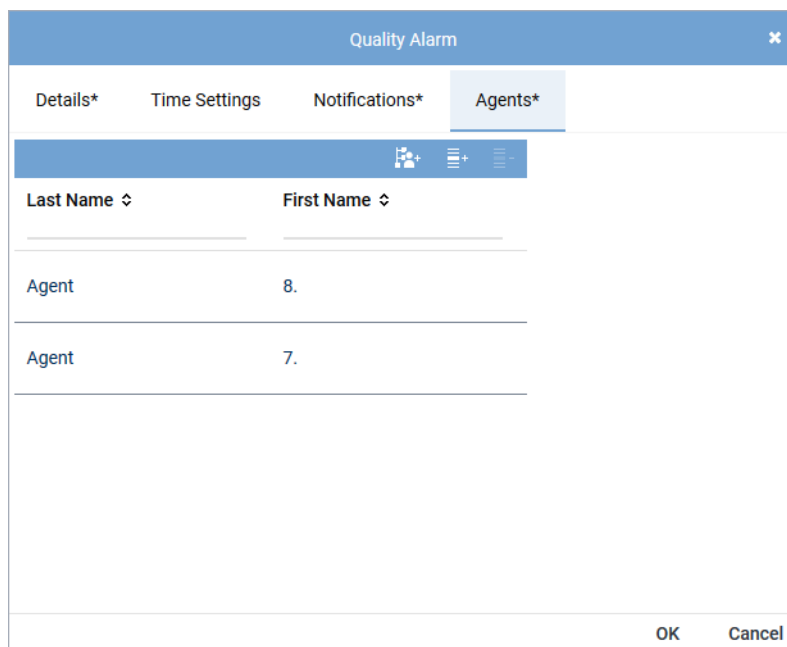 Quality Alarm
Details* Time Settings Notifications* Agents*
Last Name First Name
Agent 8.
Agent 7.
OK Cancel